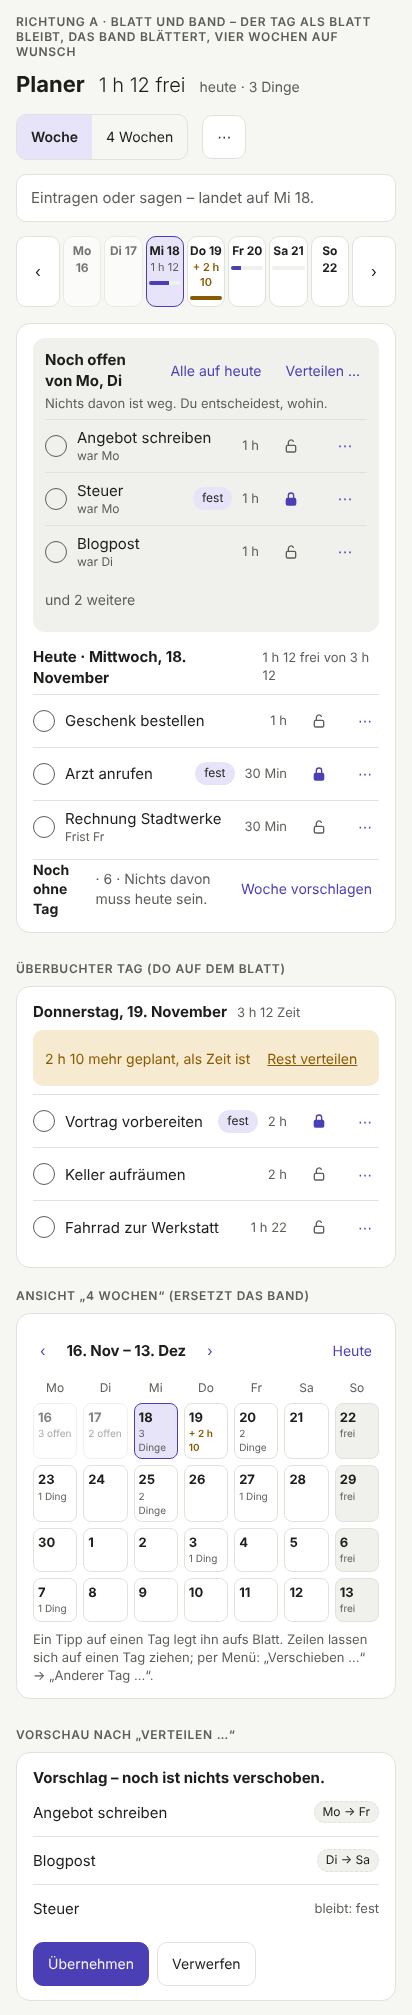 RICHTUNG A · BLATT UND BAND – DER TAG ALS BLATT
BLEIBT, DAS BAND BLÄTTERT, VIER WOCHEN AUF
WUNSCH
Planer 1 h 12 frei heute · 3 Dinge
Woche 4 Wochen ···
Eintragen oder sagen – landet auf Mi 18.
‹ Mo 16 Di 17 Mi 18 1 h 12 Do 19 + 2 h 10 Fr 20 Sa 21 So 22 ›
Noch offen
von Mo, Di
Alle auf heute Verteilen …
Nichts davon ist weg. Du entscheidest, wohin.
Angebot schreiben 1 h ···
war Mo
Steuer fest 1 h ···
war Mo
Blogpost 1 h ···
war Di
und 2 weitere
Heute · Mittwoch, 18.
November
1 h 12 frei von 3 h
12
Geschenk bestellen 1 h ···
Arzt anrufen fest 30 Min ···
Rechnung Stadtwerke 30 Min ···
Frist Fr
Noch
ohne
Tag
· 6 · Nichts davon
muss heute sein.
Woche vorschlagen
ÜBERBUCHTER TAG (DO AUF DEM BLATT)
Donnerstag, 19. November 3 h 12 Zeit
2 h 10 mehr geplant, als Zeit ist Rest verteilen
Vortrag vorbereiten fest 2 h ···
Keller aufräumen 2 h ···
Fahrrad zur Werkstatt 1 h 22 ···
ANSICHT „4 WOCHEN“ (ERSETZT DAS BAND)
‹ 16. Nov – 13. Dez › Heute
Mo Di Mi Do Fr Sa So
16 17 18 19 20 21 22
3 offen 2 offen 3 Dinge + 2 h 10 2 Dinge frei
23 24 25 26 27 28 29
1 Ding 2 Dinge 1 Ding frei
30 1 2 3 4 5 6
1 Ding frei
7 8 9 10 11 12 13
1 Ding frei
Ein Tipp auf einen Tag legt ihn aufs Blatt. Zeilen lassen
sich auf einen Tag ziehen; per Menü: „Verschieben …“
→ „Anderer Tag …“.
VORSCHAU NACH „VERTEILEN …“
Vorschlag – noch ist nichts verschoben.
Angebot schreiben Mo → Fr
Blogpost Di → Sa
Steuer bleibt: fest
Übernehmen Verwerfen